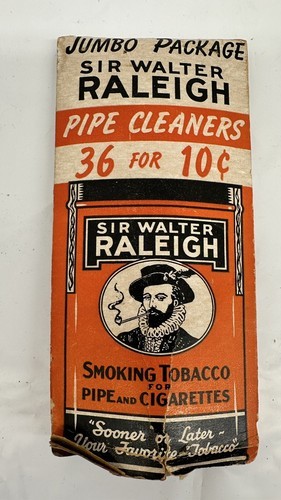 JUMBO PACKAGE
SIR WALTER
RALEIGH
PIPE CLEANERS
36 FOR 10¢
SIR WALTER
RALEIGH
SMOKING TOBACCO
FOR
PIPE AND CIGARETTES
"Sooner or Later -
Your Favorite Tobacco"